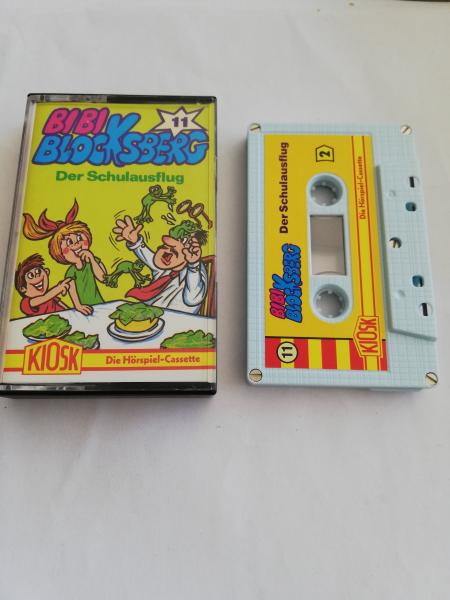 BIBI
BLOCKSBERG
11
Der Schulausflug
KIOSK
Die Hörspiel-Cassette
Der Schulausflug
2
BIBI
BLOCKSBERG
11
KIOSK
Die Hörspiel-Cassette